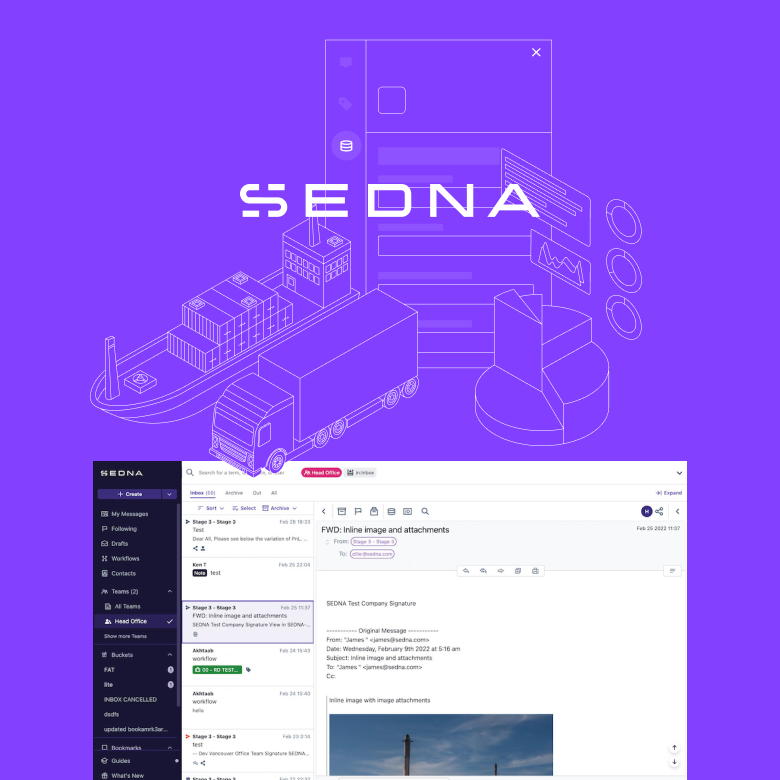 SEDNA
SEDNA
+ Create
My Messages
Following
Drafts
Workflows
Contacts
Teams (2)
All Teams
Head Office
Show more Teams
Buckets
FAT
lite
INBOX CANCELLED
dsdfs
updated bookamrk3ar...
Bookmarks
Guides
What's New
Search for a term,
Head Office
in:inbox
Inbox
Archive
Out
All
Expand
Sort
Select
Archive
Stage 3 - Stage 3
Feb 28 18:33
Test
Dear All, Please see below the variation of PnL, ...
Ken T
Feb 25 22:04
Note test
Stage 3 - Stage 3
Feb 25 11:37
FWD: Inline image and attachments
SEDNA Test Company Signature View in SEDNA-...
Akhtaab
Feb 24 15:43
workflow
00 - RD TEST...
Akhtaab
Feb 24 15:40
workflow
hello
Stage 3 - Stage 3
Feb 23 2:14
test
-- Dev Vancouver Office Team Signature SEDNA...
Stage 3 - Stage 3
FWD: Inline image and attachments
H
Feb 25 2022 11:37
From: Stage 3 - Stage 3
To: ellie@sedna.com
SEDNA Test Company Signature
----------- Original Message -----------
From: "James " <james@sedna.com>
Date: Wednesday, February 9th 2022 at 5:16 am
Subject: Inline image and attachments
To: "James " <james@sedna.com>
Cc:
Inline image with image attachments